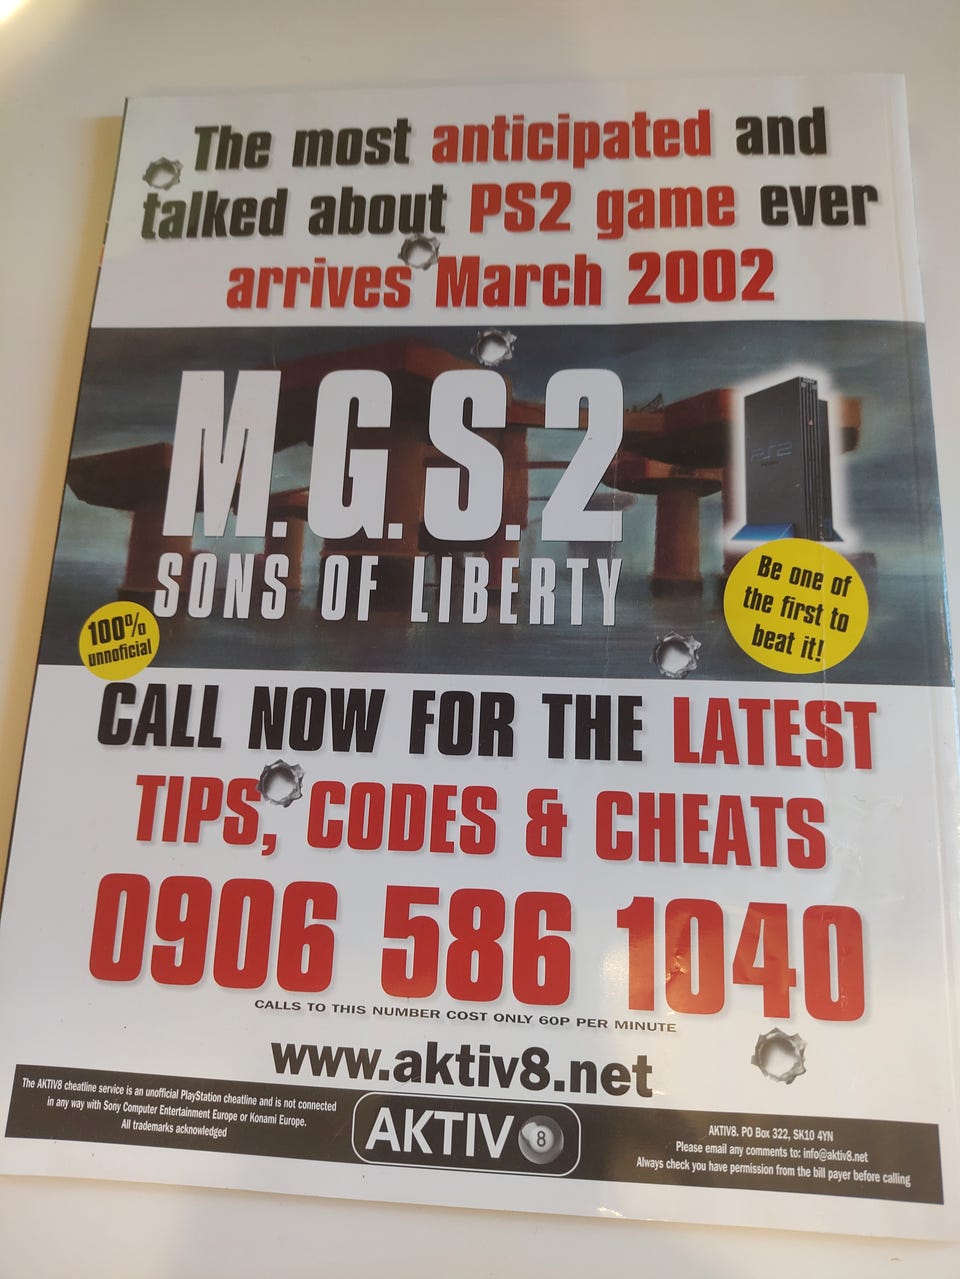 The most anticipated and
talked about PS2 game ever
arrives March 2002
M.G.S.2
SONS OF LIBERTY
PS2
100%
unnoficial
Be one of
the first to
beat it!
CALL NOW FOR THE LATEST
TIPS, CODES & CHEATS
0906 586 1040
CALLS TO THIS NUMBER COST ONLY 60P PER MINUTE
www.aktiv8.net
The AKTIV8 cheatline service is an unofficial PlayStation cheatline and is not connected
in any way with Sony Computer Entertainment Europe or Konami Europe.
All trademarks acknowledged
AKTIV8
AKTIV8. PO Box 322, SK10 4YN
Please email any comments to: info@aktiv8.net
Always check you have permission from the bill payer before calling